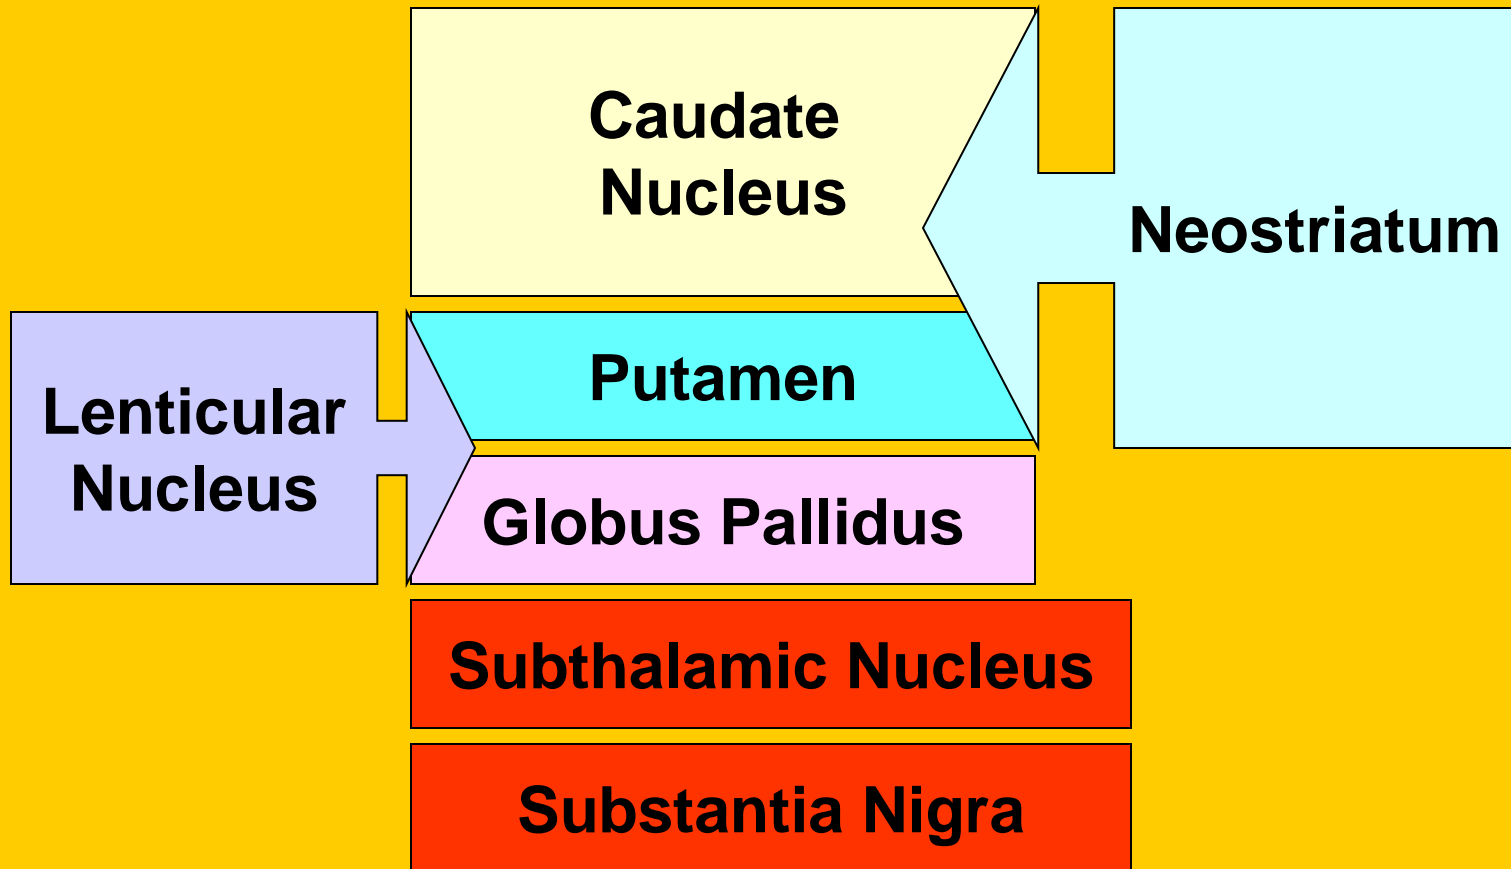 Caudate
Nucleus
Neostriatum
Putamen
Lenticular
Nucleus
Globus Pallidus
Subthalamic Nucleus
Substantia Nigra